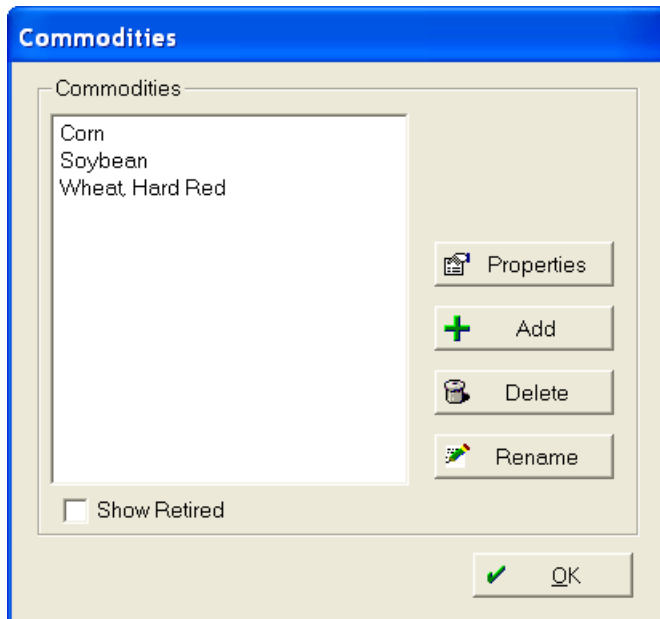 Commodities
Commodities
Corn
Soybean
Wheat, Hard Red
Properties
Add
Delete
Rename
Show Retired
OK